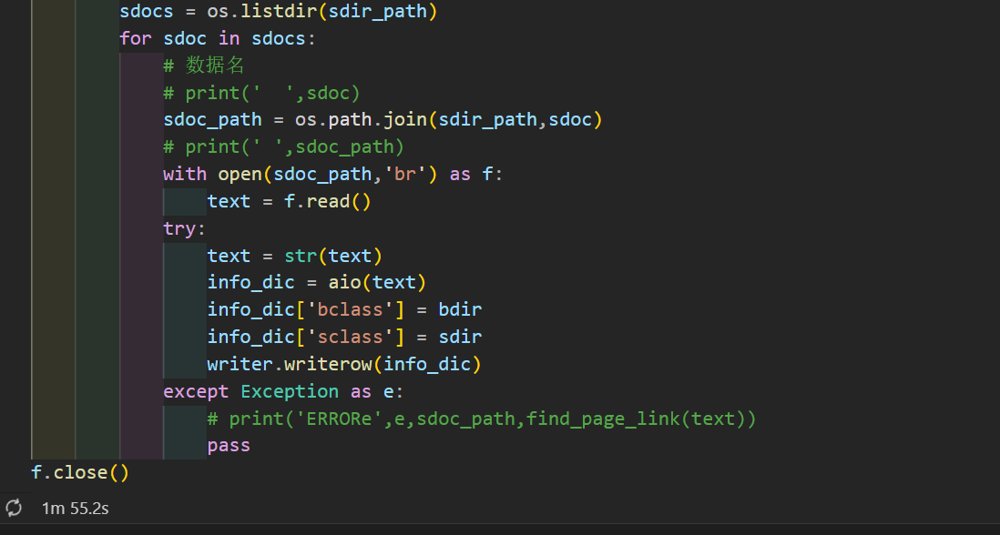 sdocs = os.listdir(sdir_path)
for sdoc in sdocs:
# 数据名
# print('  ',sdoc)
sdoc_path = os.path.join(sdir_path,sdoc)
# print(' ',sdoc_path)
with open(sdoc_path,'br') as f:
text = f.read()
try:
text = str(text)
info_dic = aio(text)
info_dic['bclass'] = bdir
info_dic['sclass'] = sdir
writer.writerow(info_dic)
except Exception as e:
# print('ERRORe',e,sdoc_path,find_page_link(text))
pass
f.close()
1m 55.2s